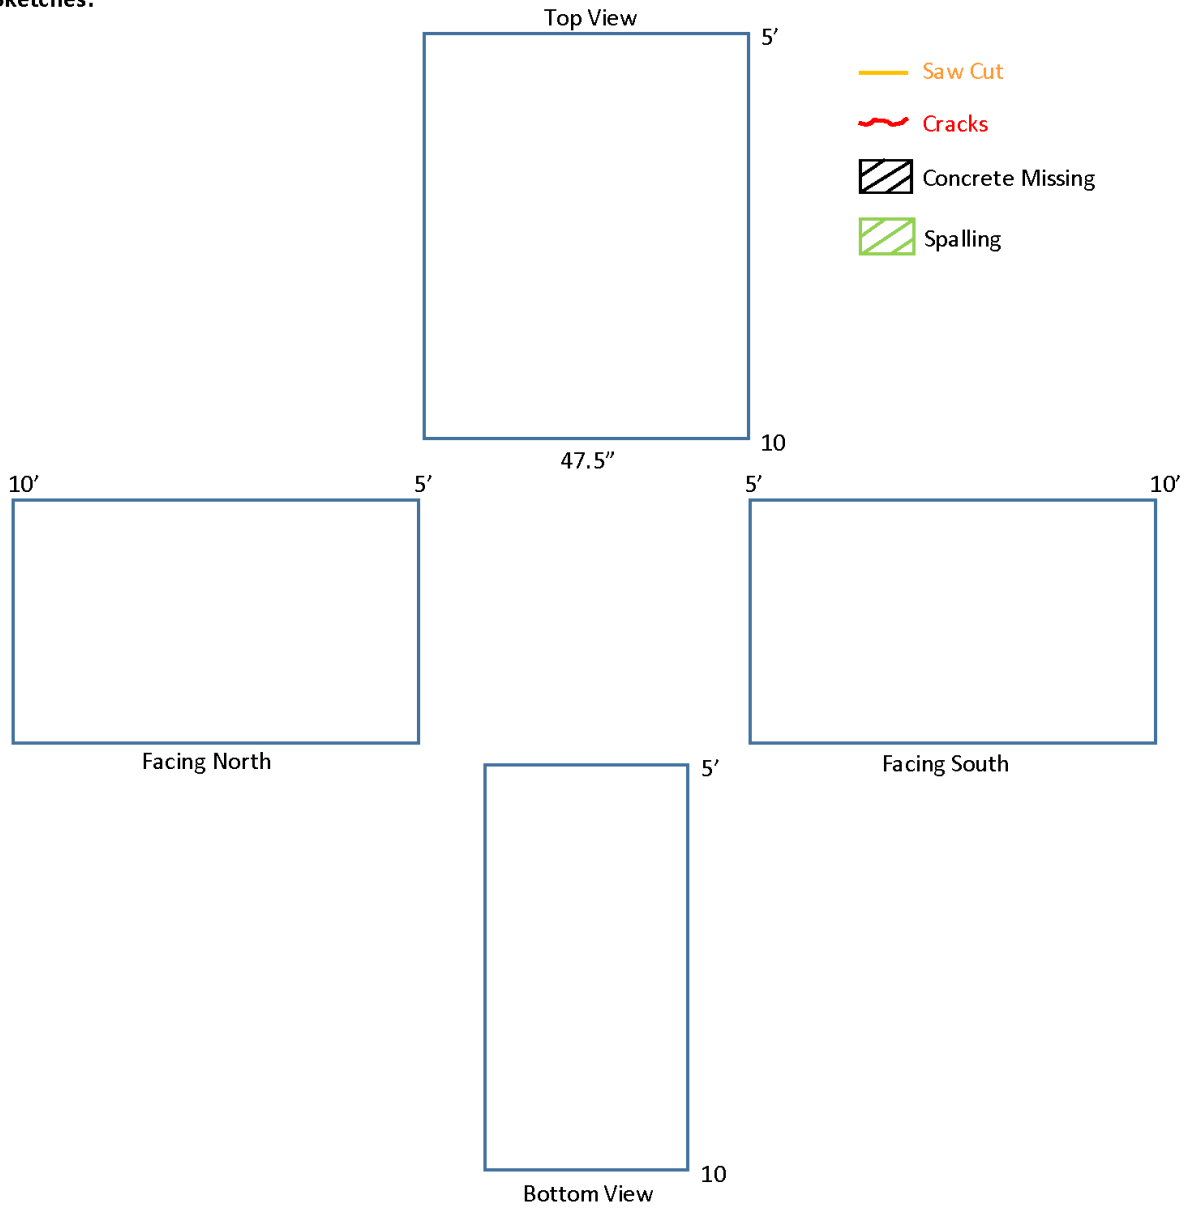 Sketches:
Top View
5’
Saw Cut
Cracks
Concrete Missing
Spalling
10
47.5”
10’
5’
5’
10’
Facing North
Facing South
5’
10
Bottom View